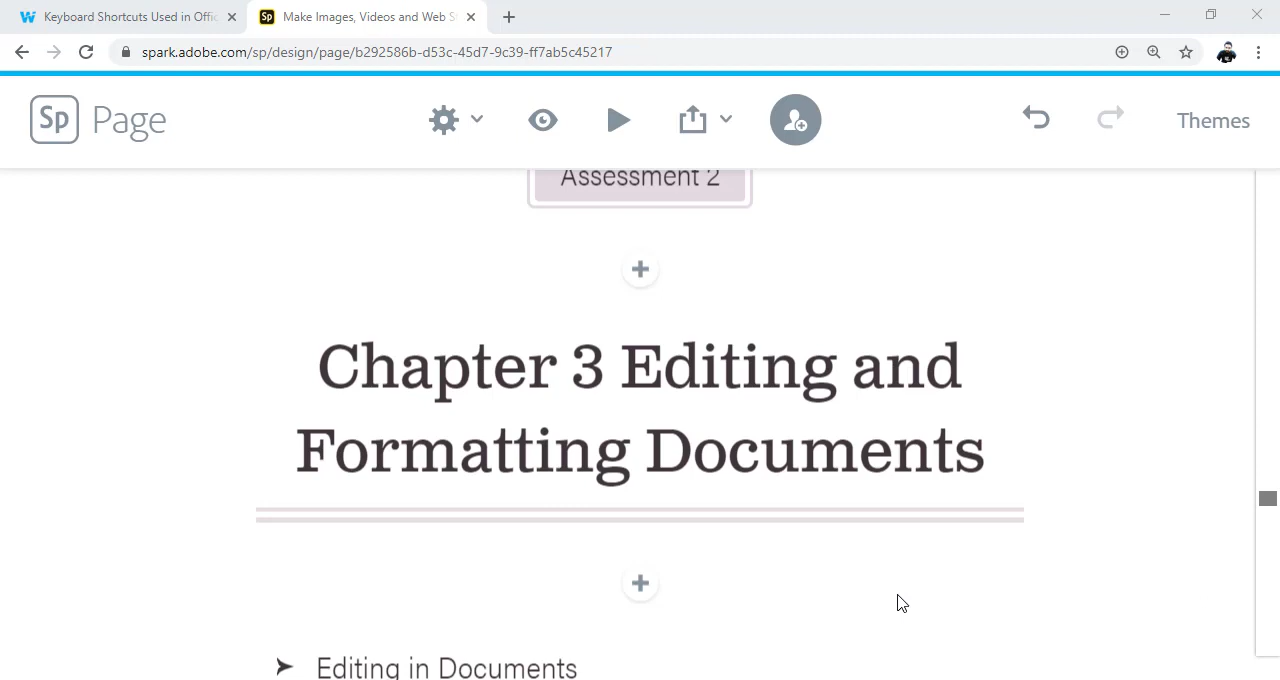 Keyboard Shortcuts Used in Offic
Make Images, Videos and Web S
spark.adobe.com/sp/design/page/b292586b-d53c-45d7-9c39-ff7ab5c45217
Sp Page
Themes
Assessment 2
Chapter 3 Editing and
Formatting Documents
Editing in Documents